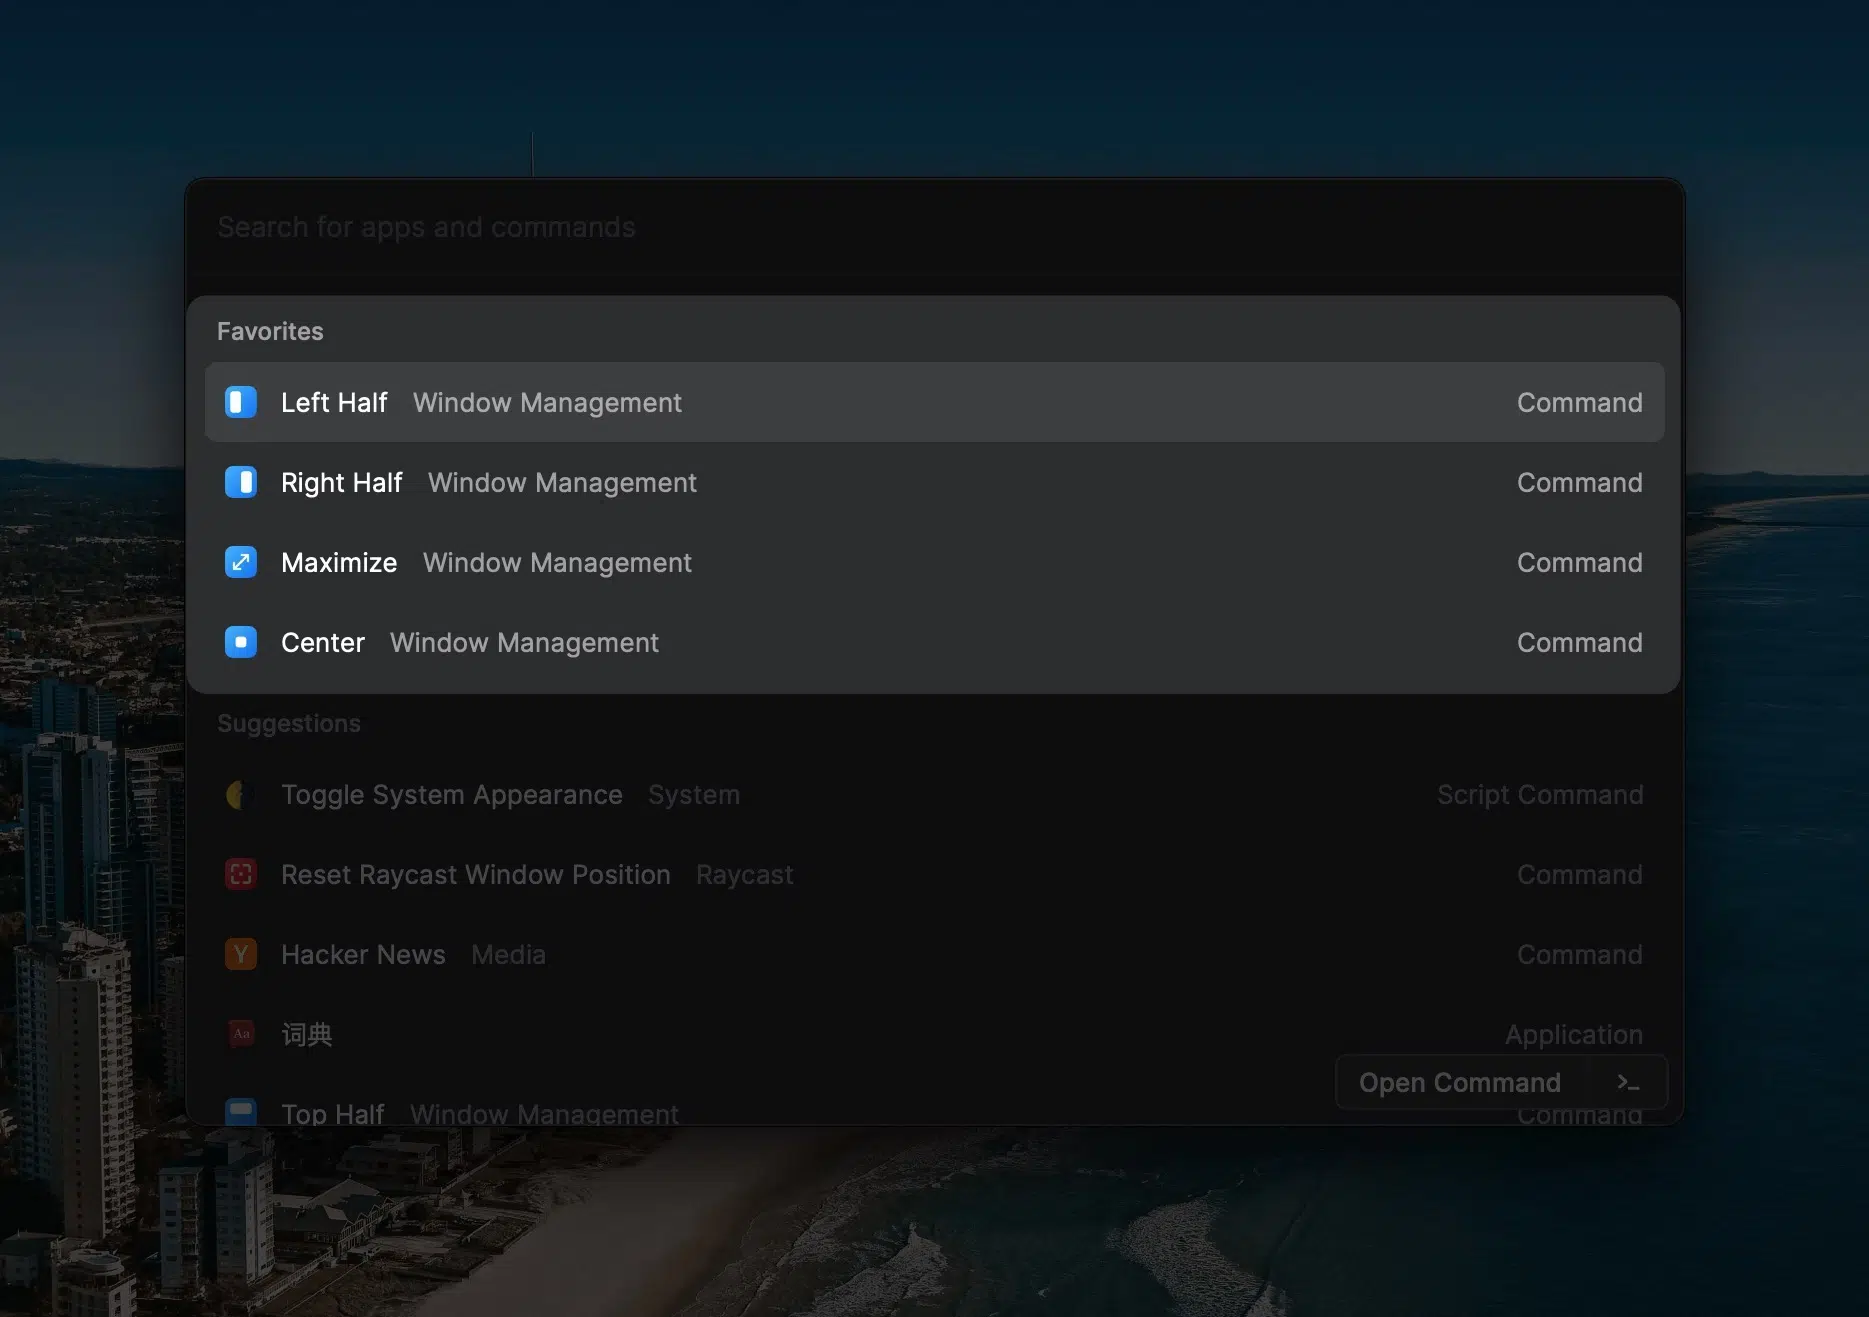 Search for apps and commands
Favorites
Left Half Window Management Command
Right Half Window Management Command
Maximize Window Management Command
Center Window Management Command
Suggestions
Toggle System Appearance System Script Command
Reset Raycast Window Position Raycast Command
Y Hacker News Media Command
Aa 词典 Application
Open Command >_
Top Half Window Management Command